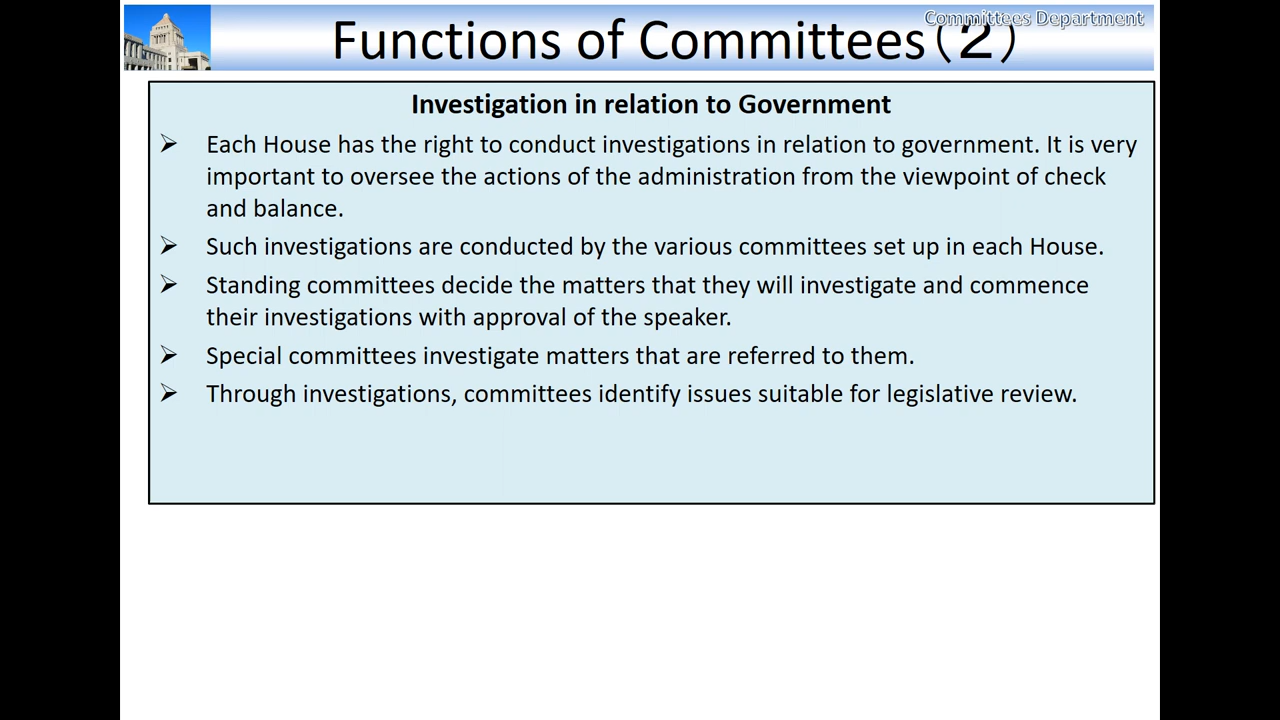 Committees Department
Functions of Committees（2）
Investigation in relation to Government
➢ Each House has the right to conduct investigations in relation to government. It is very
important to oversee the actions of the administration from the viewpoint of check
and balance.
➢ Such investigations are conducted by the various committees set up in each House.
➢ Standing committees decide the matters that they will investigate and commence
their investigations with approval of the speaker.
➢ Special committees investigate matters that are referred to them.
➢ Through investigations, committees identify issues suitable for legislative review.